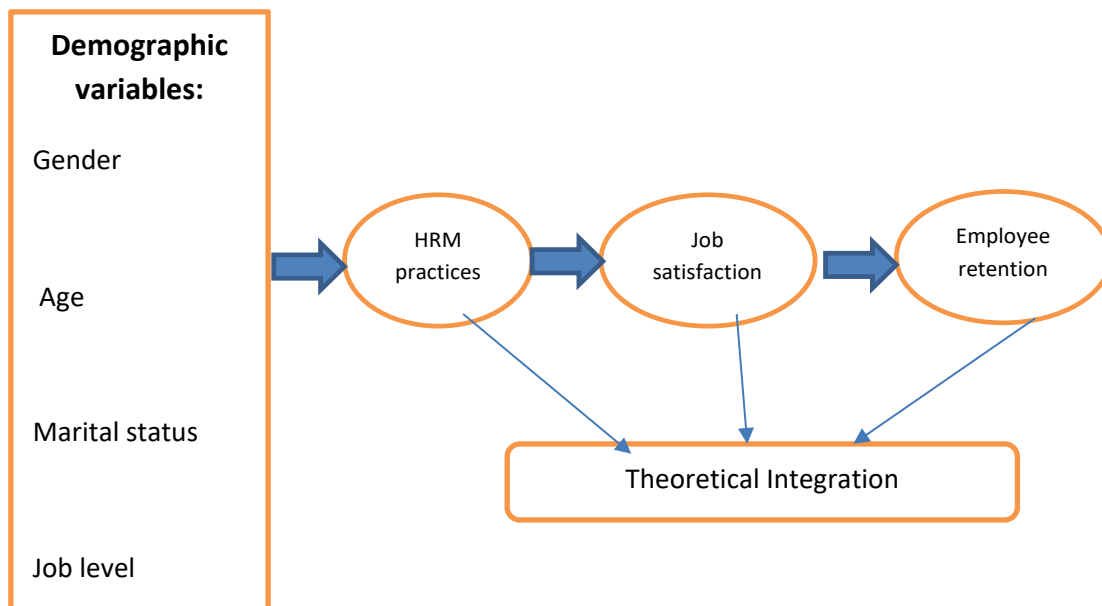 Demographic
variables:
Gender
Age
Marital status
Job level
HRM
practices
Job
satisfaction
Employee
retention
Theoretical Integration